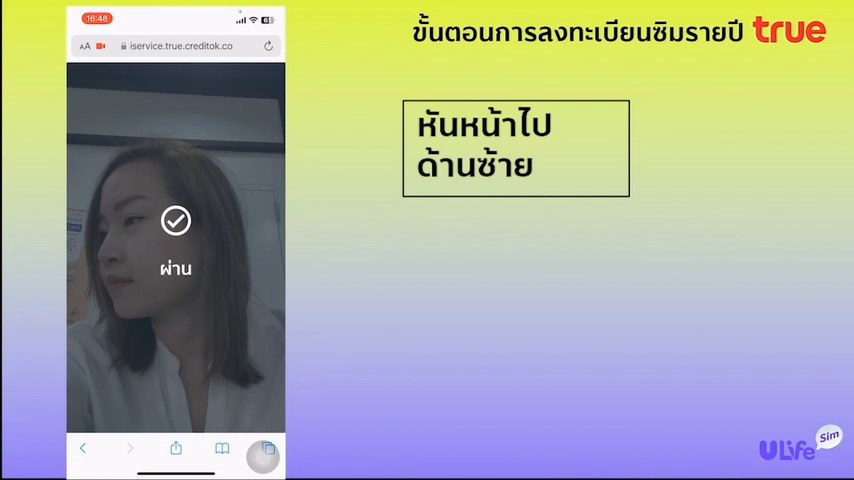 16:48
AA
iservice.true.creditok.co
ขั้นตอนการลงทะเบียนซิมรายปี true
หันหน้าไป
ด้านซ้าย
ผ่าน
ULife Sim